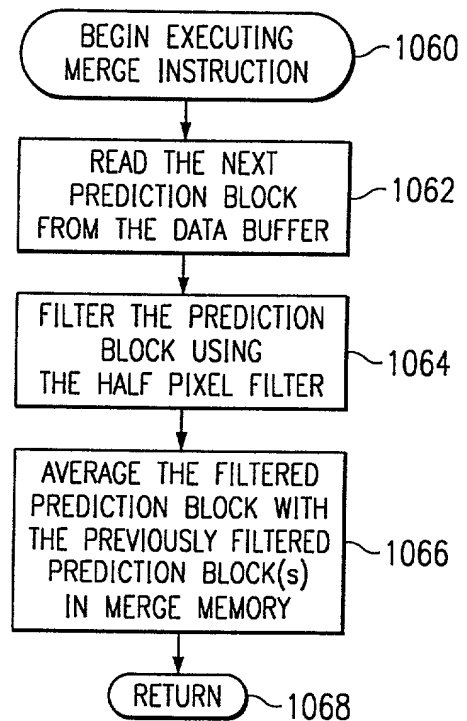 BEGIN EXECUTING
MERGE INSTRUCTION
1060
READ THE NEXT
PREDICTION BLOCK
FROM THE DATA BUFFER
1062
FILTER THE PREDICTION
BLOCK USING
THE HALF PIXEL FILTER
1064
AVERAGE THE FILTERED
PREDICTION BLOCK WITH
THE PREVIOUSLY FILTERED
PREDICTION BLOCK(s)
IN MERGE MEMORY
1066
RETURN
1068